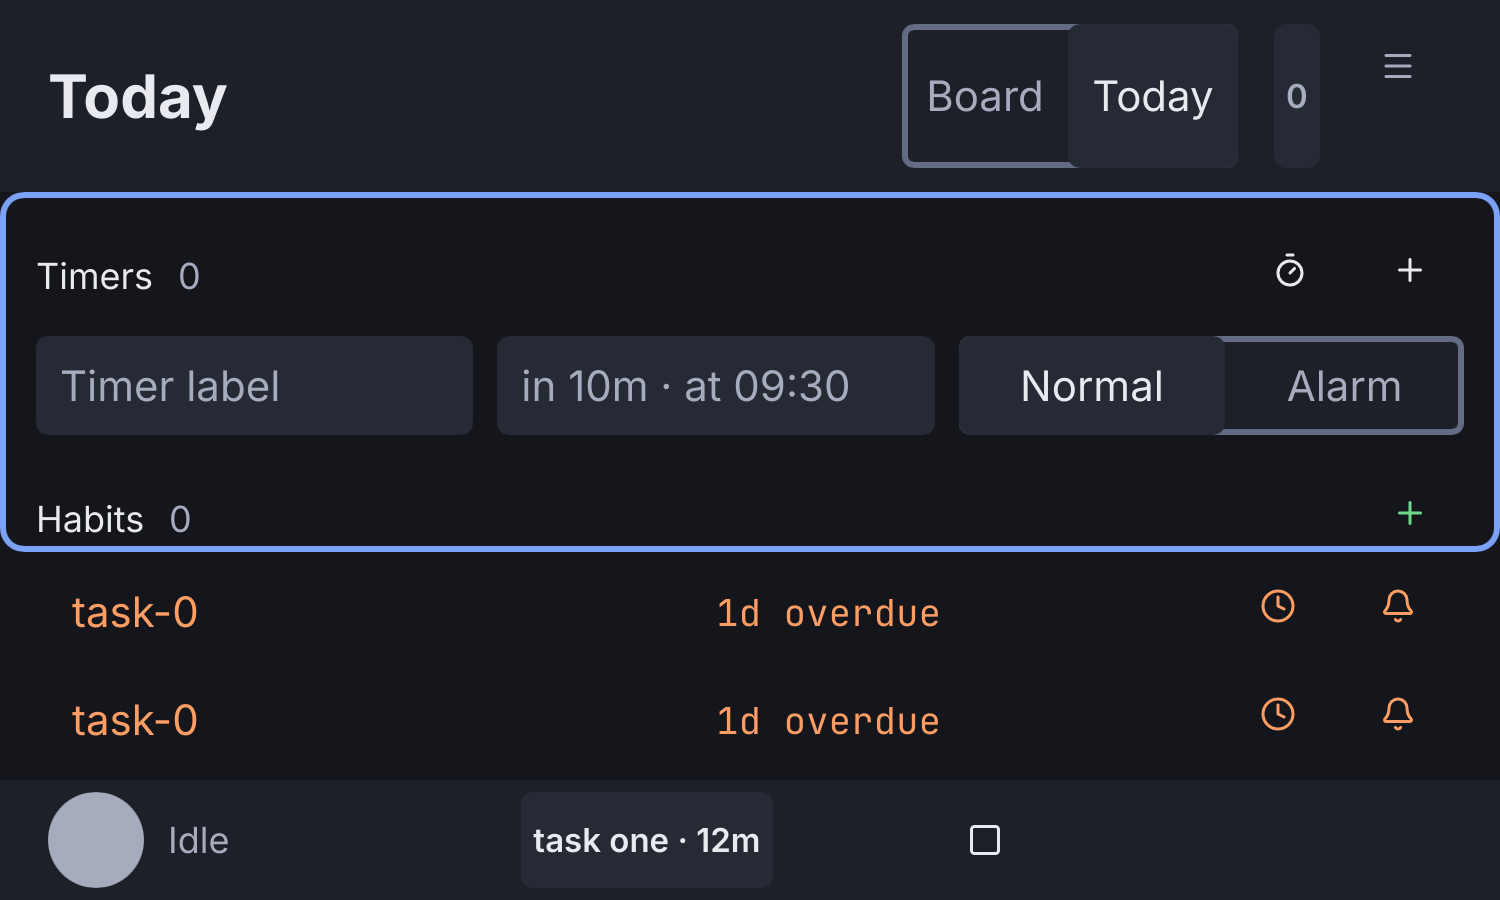 Today Board Today 0
Timers 0
Timer label in 10m · at 09:30 Normal Alarm
Habits 0
task-0 1d overdue
task-0 1d overdue
Idle task one · 12m